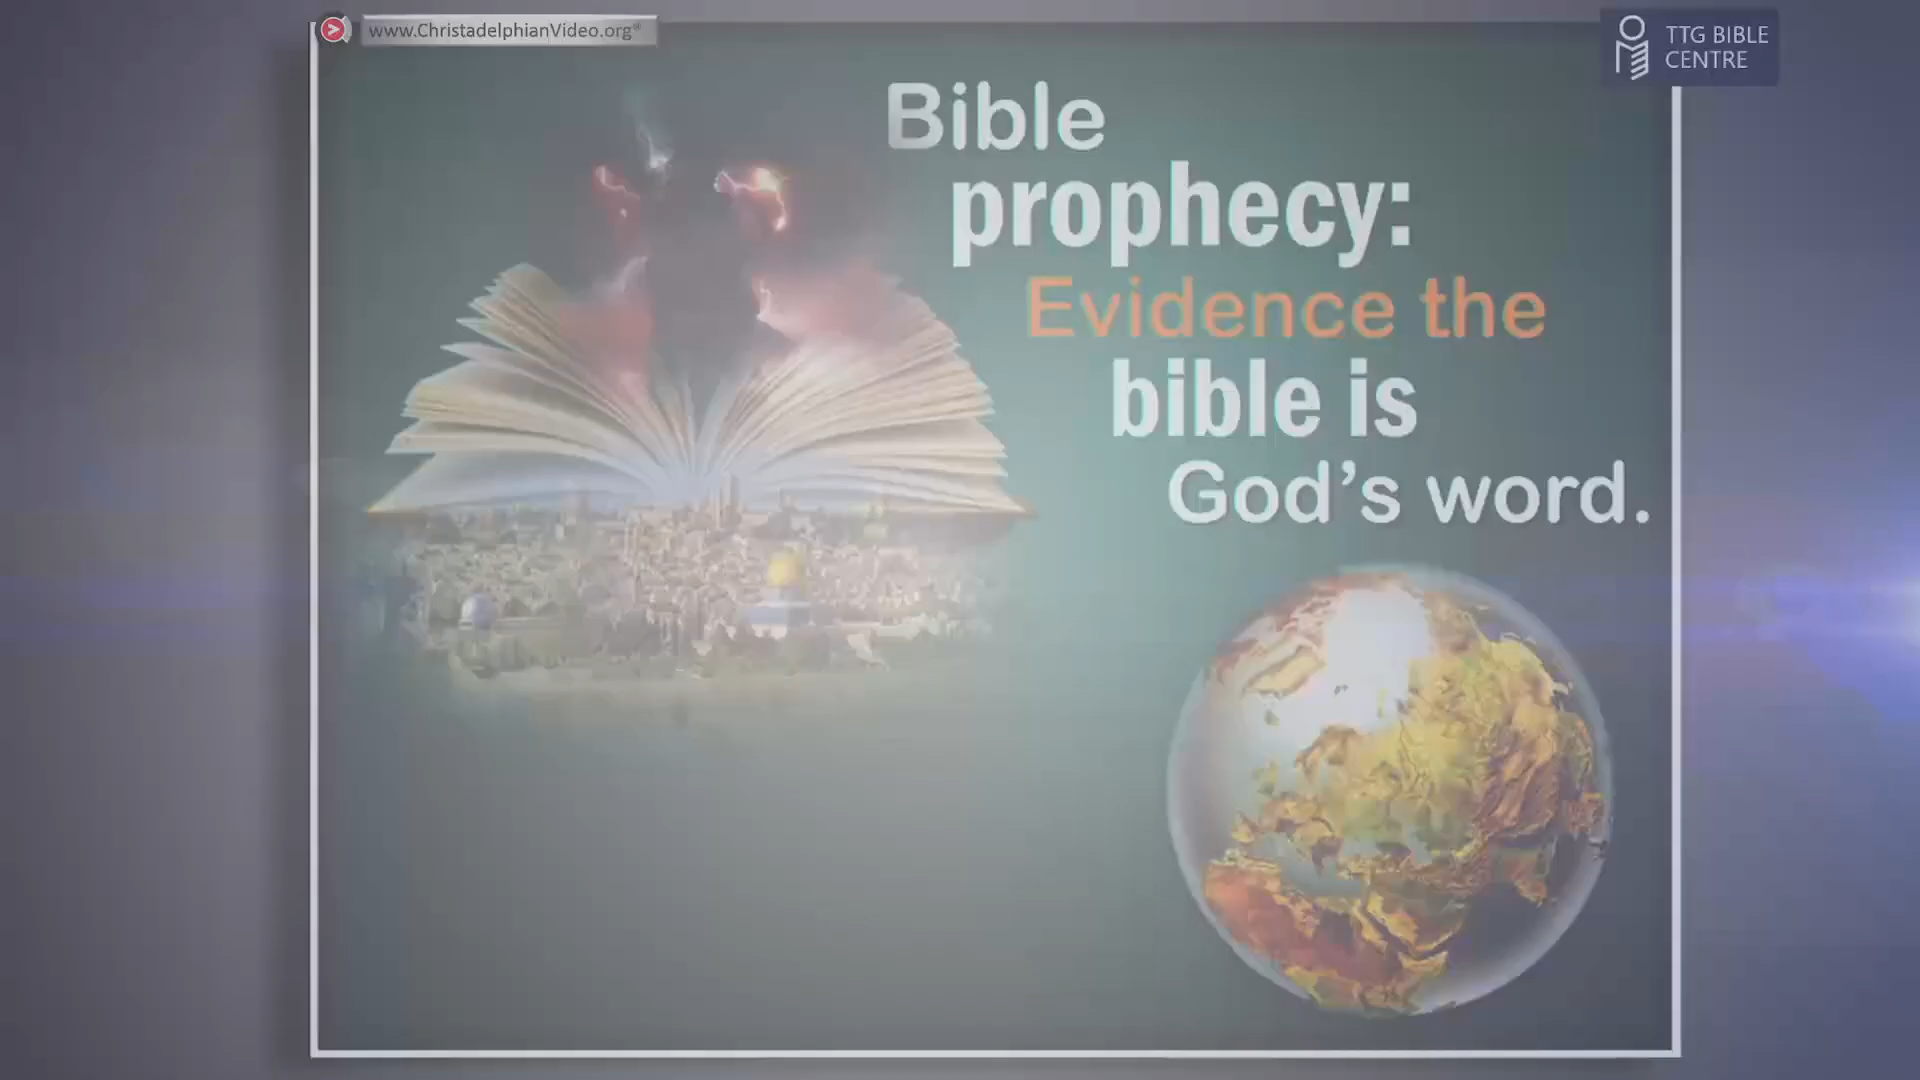 www.ChristadelphianVideo.org®
TTG BIBLE
CENTRE
Bible
prophecy:
Evidence the
bible is
God's word.